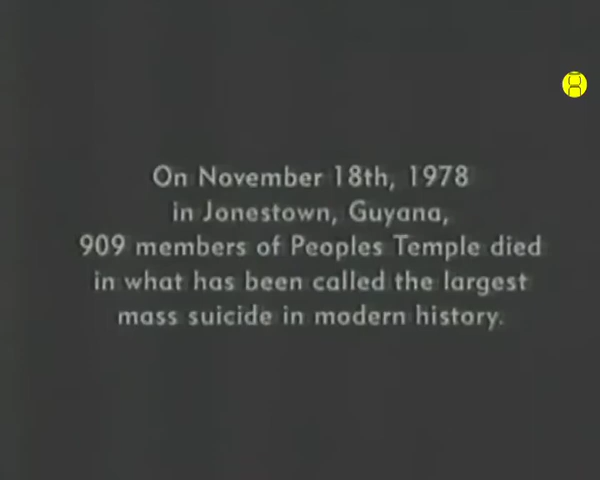 On November 18th, 1978
in Jonestown, Guyana,
909 members of Peoples Temple died
in what has been called the largest
mass suicide in modern history.